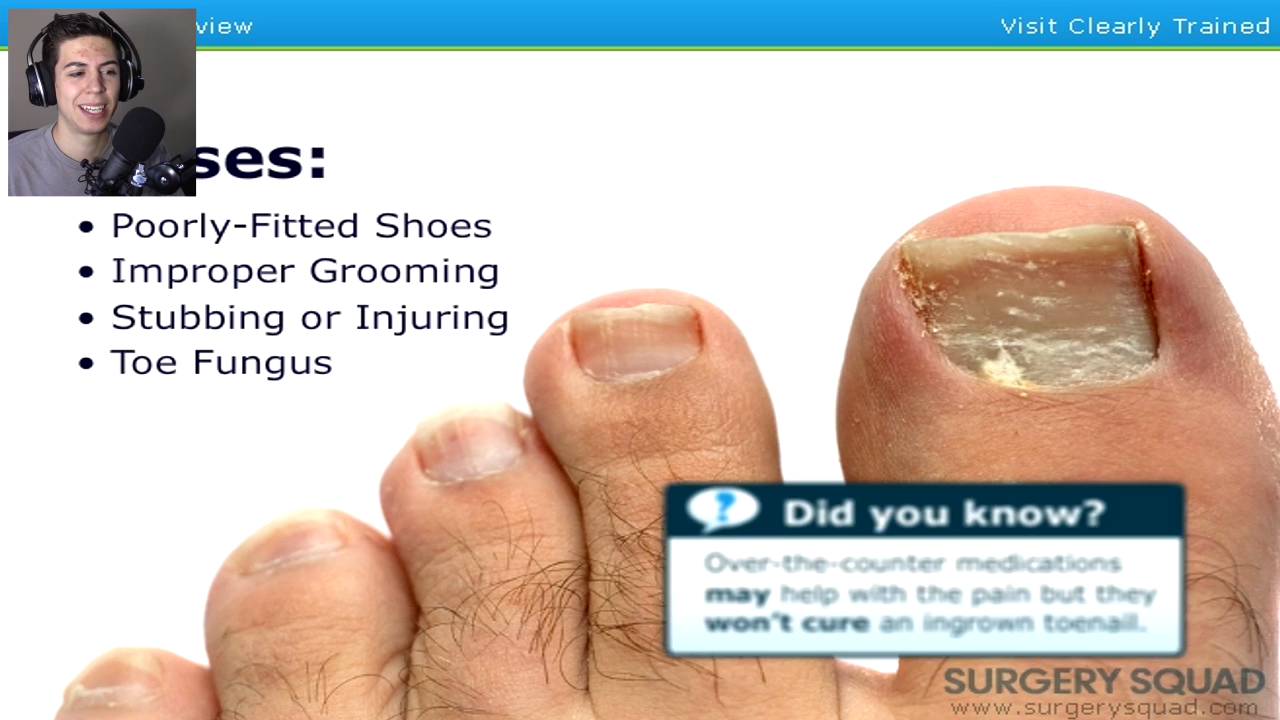 view
Visit Clearly Trained
ses:
• Poorly-Fitted Shoes
• Improper Grooming
• Stubbing or Injuring
• Toe Fungus
?
Did you know?
Over-the-counter medications
may help with the pain but they
won't cure an ingrown toenail.
SURGERY SQUAD
www.surgerysquad.com